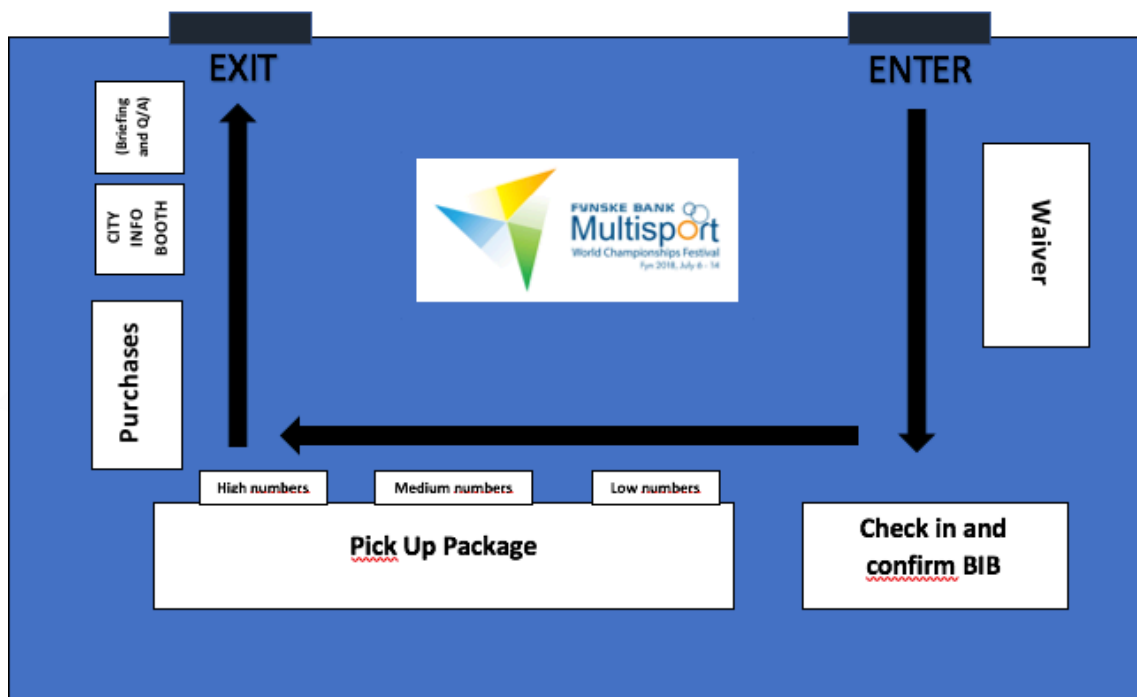 EXIT
ENTER
(Briefing
and Q/A)
CITY
INFO
BOOTH
Purchases
FYNSKE BANK
Multisport
World Championships Festival
Fyn 2018, July 6 - 14
Waiver
High numbers
Medium numbers
Low numbers
Pick Up Package
Check in and
confirm BIB